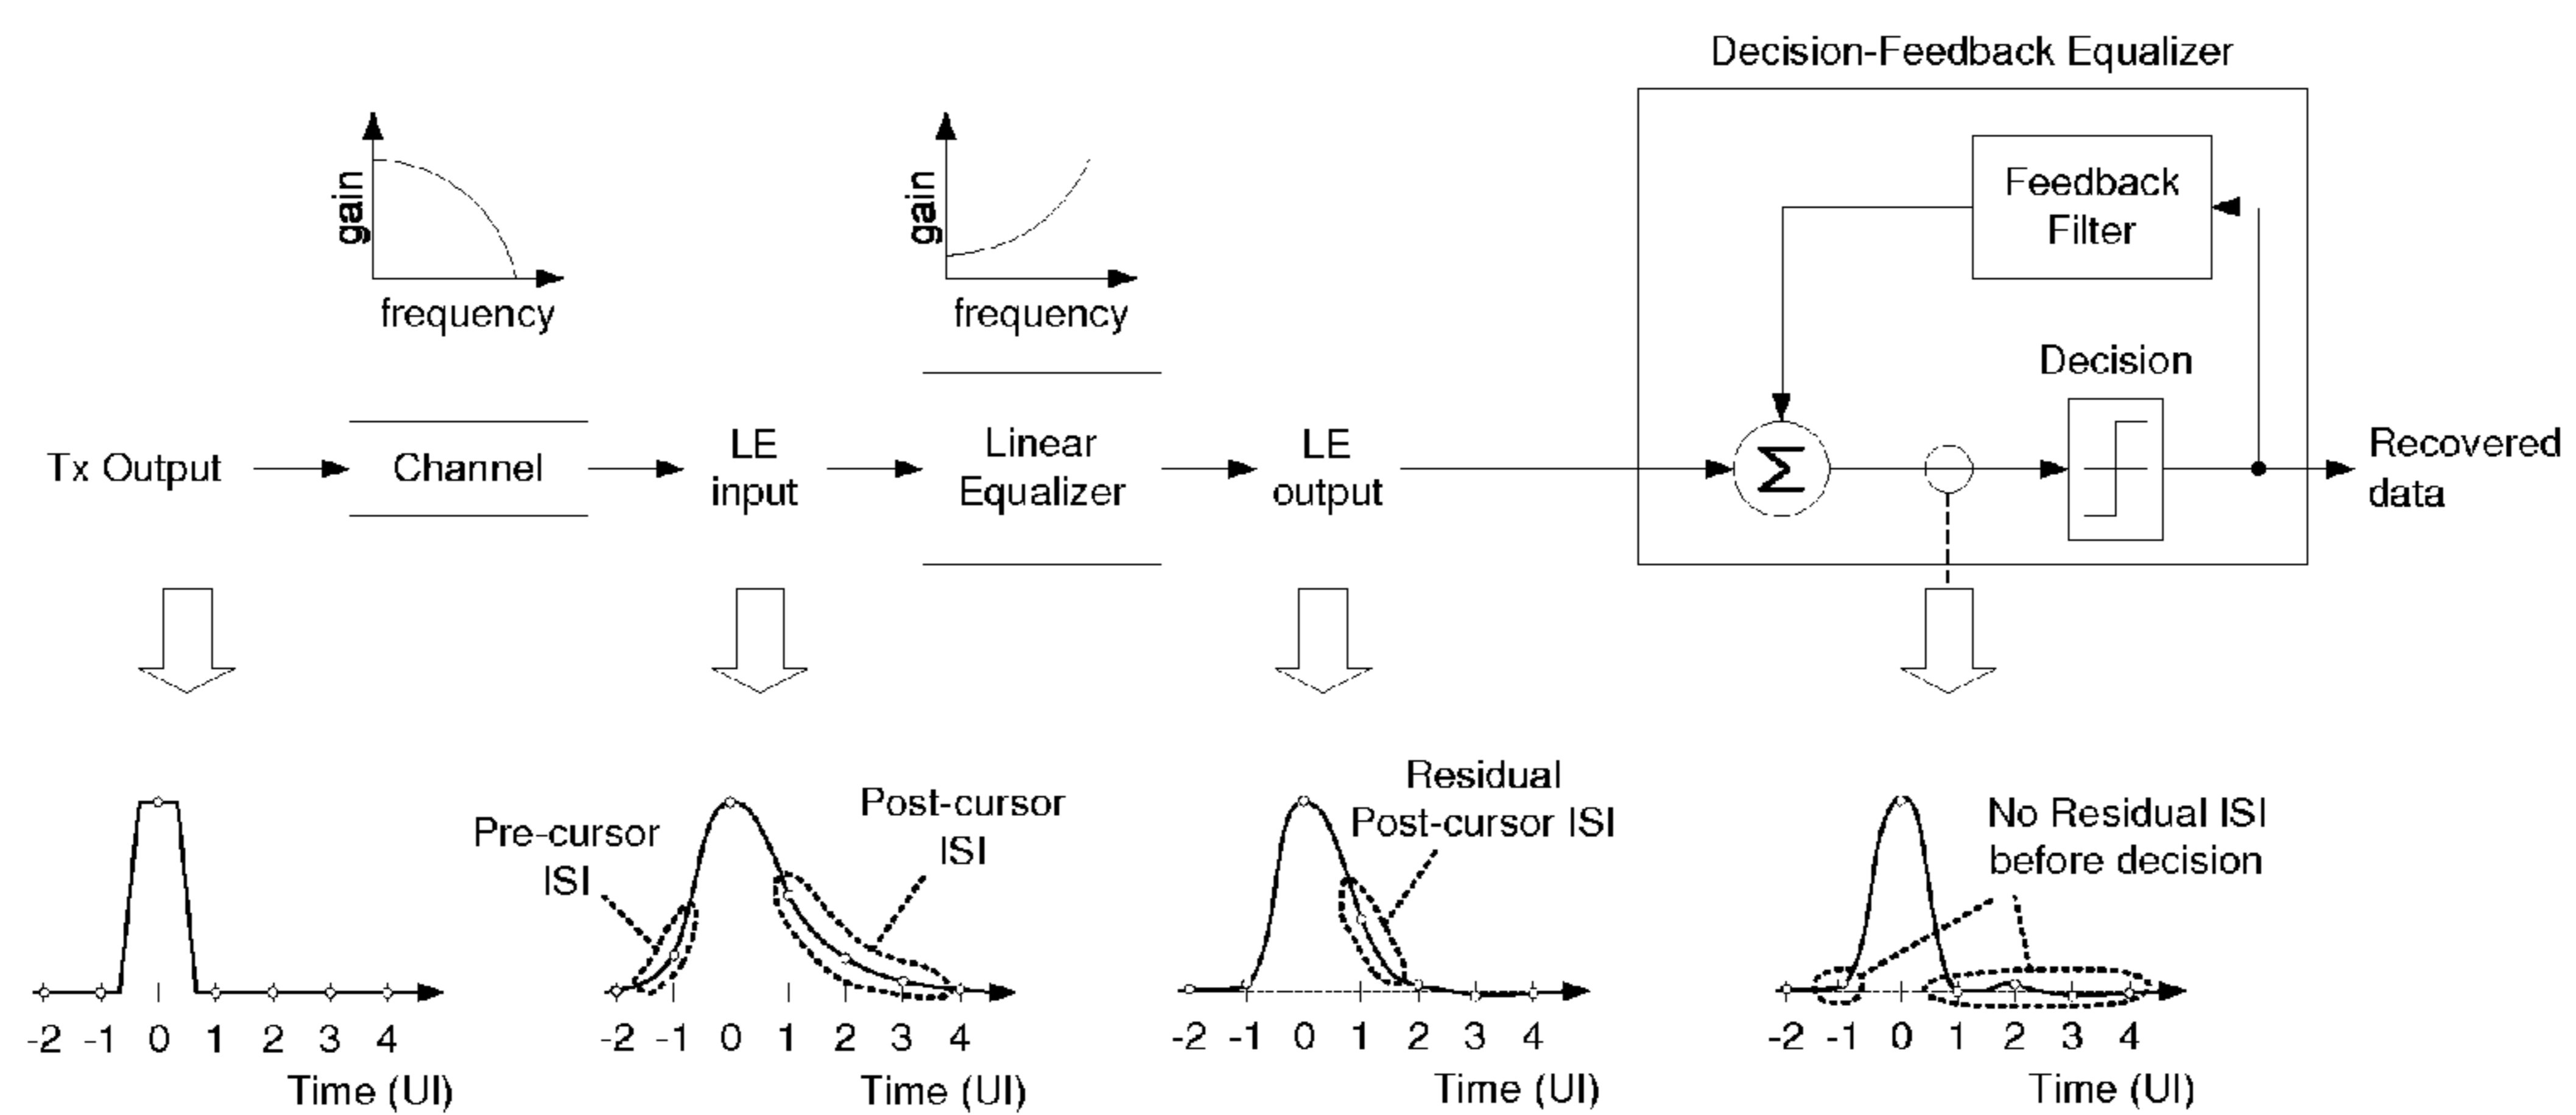 Decision-Feedback Equalizer
gain
frequency
gain
frequency
Feedback
Filter
Decision
Tx Output
Channel
LE
input
Linear
Equalizer
LE
output
Σ
Recovered
data
Pre-cursor
ISI
Post-cursor
ISI
Residual
Post-cursor ISI
No Residual ISI
before decision
-2 -1 0 1 2 3 4
Time (UI)
-2 -1 0 1 2 3 4
Time (UI)
-2 -1 0 1 2 3 4
Time (UI)
-2 -1 0 1 2 3 4
Time (UI)